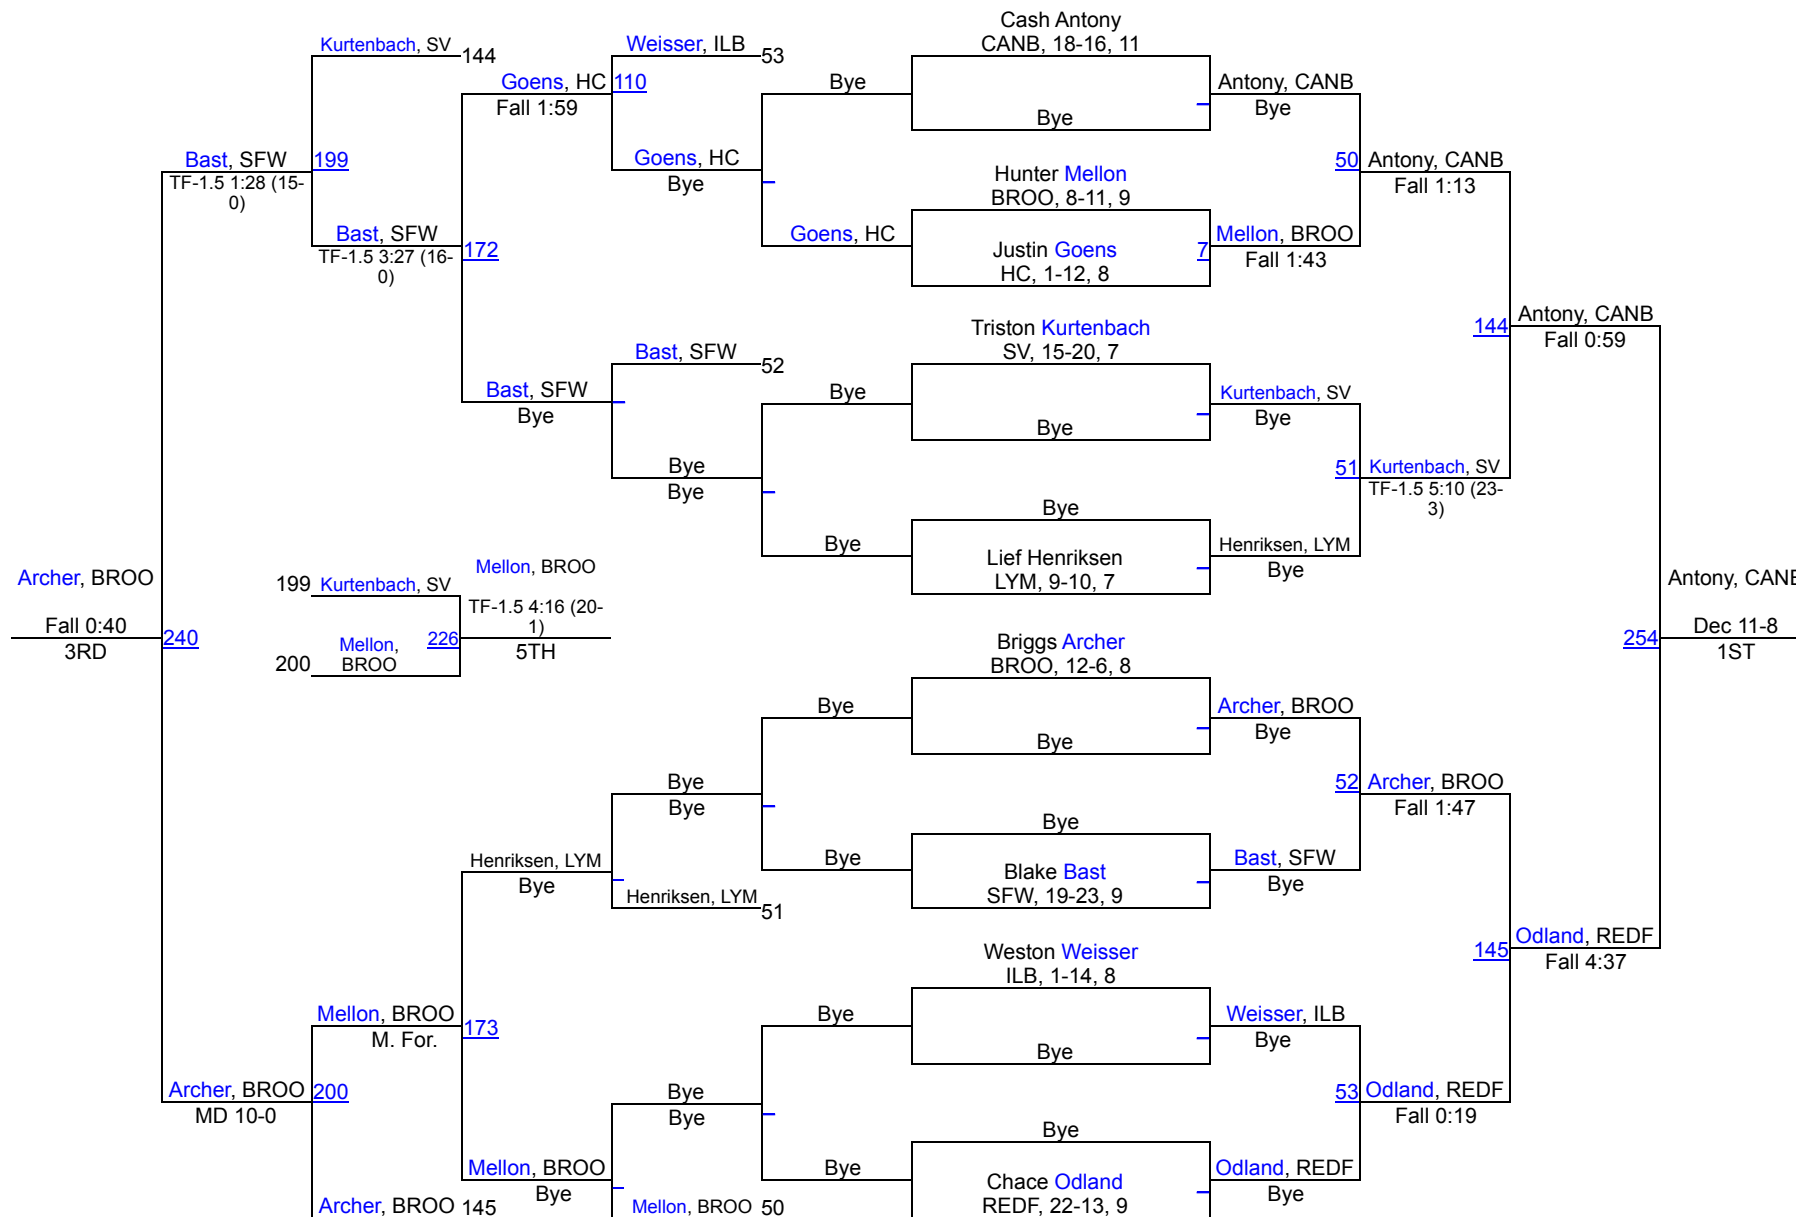 Cash Antony
CANB, 18-16, 11
Kurtenbach, SV
144
Weisser, ILB
53
Goens, HC
110
Fall 1:59
Bye
Antony, CANB
Bye
Bye
Bast, SFW
199
TF-1.5 1:28 (15-
0)
Goens, HC
Bye
Hunter Mellon
BROO, 8-11, 9
50
Antony, CANB
Fall 1:13
Bast, SFW
172
TF-1.5 3:27 (16-
0)
Goens, HC
Justin Goens
HC, 1-12, 8
7
Mellon, BROO
Fall 1:43
Triston Kurtenbach
SV, 15-20, 7
144
Antony, CANB
Fall 0:59
Bast, SFW
52
Bast, SFW
Bye
Bye
Bye
Kurtenbach, SV
Bye
Bye
Bye
51
Kurtenbach, SV
TF-1.5 5:10 (23-
3)
Bye
Bye
Lief Henriksen
LYM, 9-10, 7
Henriksen, LYM
Bye
Archer, BROO
Fall 0:40
3RD
240
199
Kurtenbach, SV
Mellon, BROO
TF-1.5 4:16 (20-
1)
5TH
226
200
Mellon,
BROO
Antony, CANB
254
Dec 11-8
1ST
Briggs Archer
BROO, 12-6, 8
Bye
Bye
Archer, BROO
Bye
Bye
Bye
52
Archer, BROO
Fall 1:47
Henriksen, LYM
Bye
Henriksen, LYM
51
Bye
Bye
Blake Bast
SFW, 19-23, 9
Bast, SFW
Bye
Weston Weisser
ILB, 1-14, 8
145
Odland, REDF
Fall 4:37
Mellon, BROO
173
M. For.
Bye
Bye
Weisser, ILB
Bye
Archer, BROO
200
MD 10-0
Bye
Bye
53
Odland, REDF
Fall 0:19
Mellon, BROO
Bye
Bye
Bye
Chace Odland
REDF, 22-13, 9
Odland, REDF
Bye
Archer, BROO
145
Mellon, BROO
50